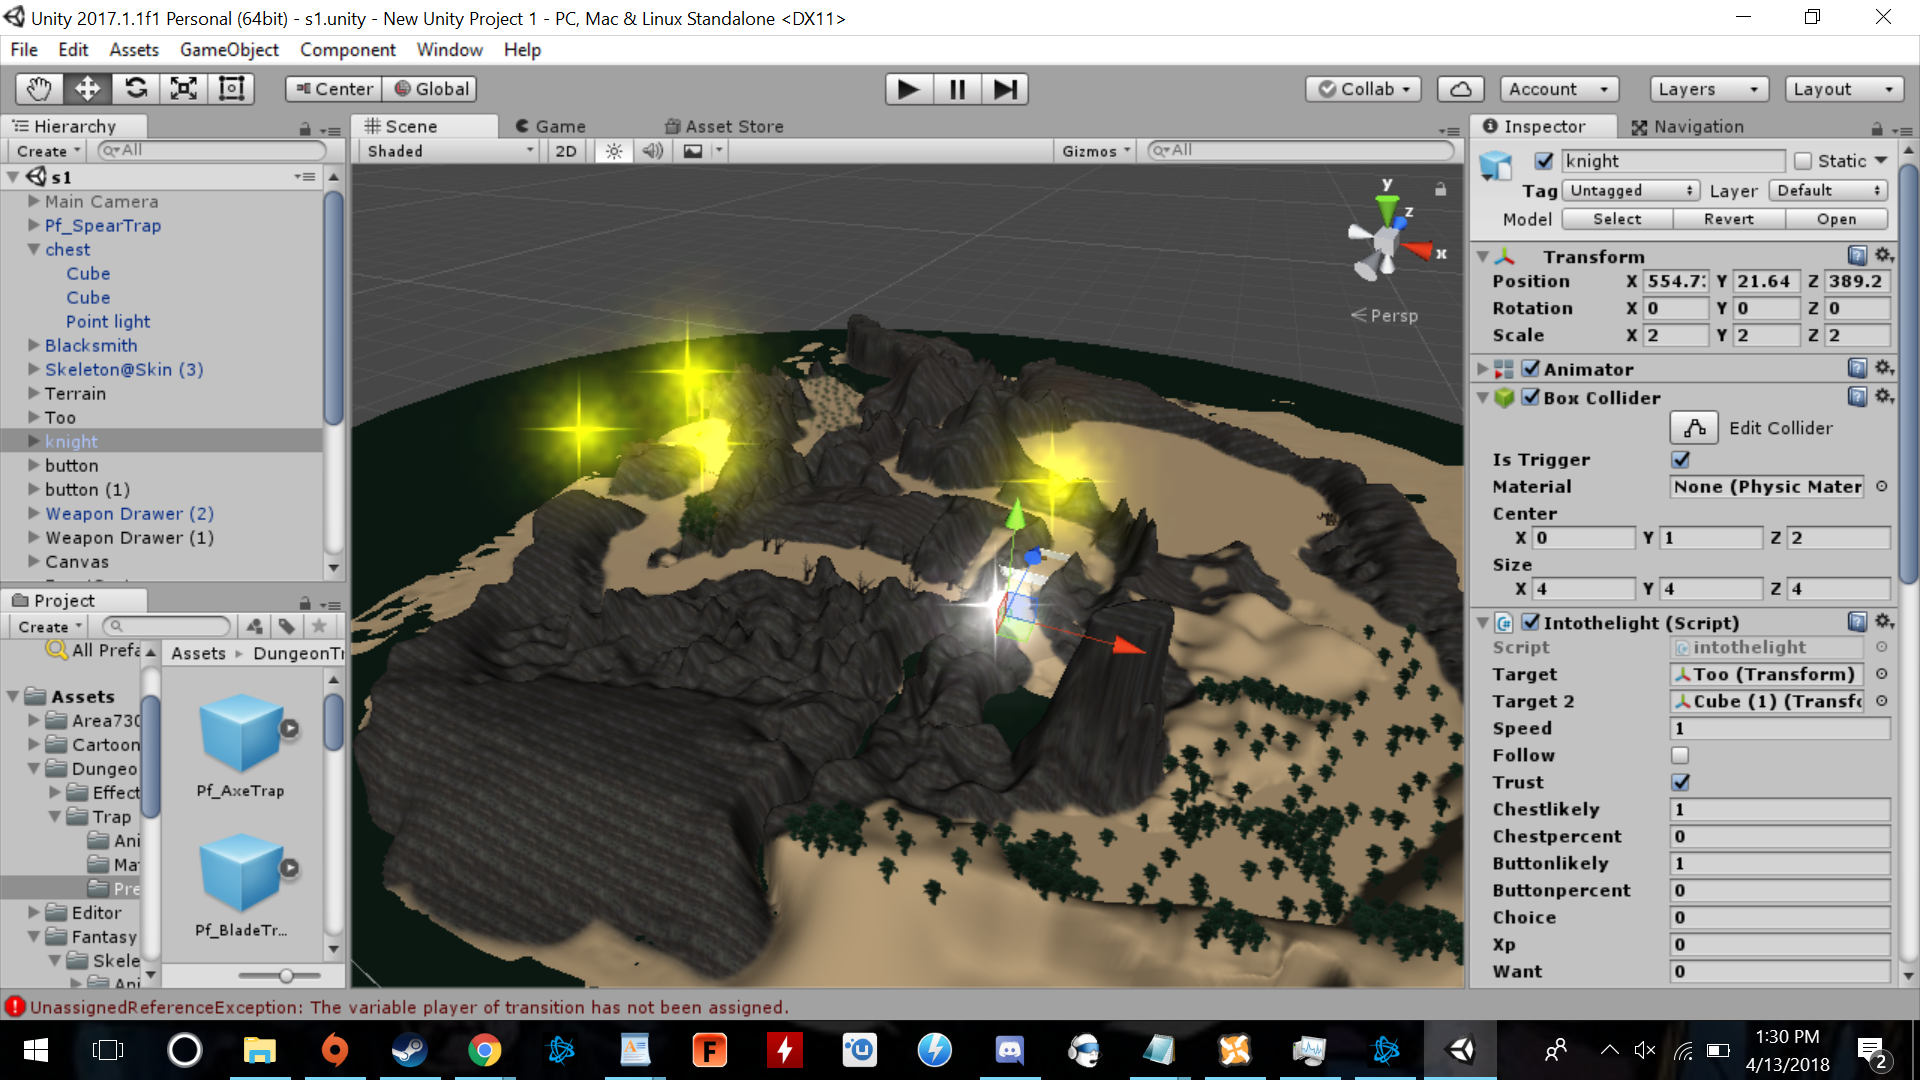 Unity 2017.1.1f1 Personal (64bit) - s1.unity - New Unity Project 1 - PC, Mac & Linux Standalone <DX11>
File Edit Assets GameObject Component Window Help
Center Global Collab Account Layers Layout
Hierarchy
Create All
s1
Main Camera
Pf_SpearTrap
chest
Cube
Cube
Point light
Blacksmith
Skeleton@Skin (3)
Terrain
Too
knight
button
button (1)
Weapon Drawer (2)
Weapon Drawer (1)
Canvas
Project
Create
All Prefa
Assets
Area730
Cartoon
Dungeo
Effect
Trap
Ani
Mat
Pre
Editor
Fantasy
Skele
Ani
Assets DungeonTr
Pf_AxeTrap
Pf_BladeTr...
Scene Game Asset Store
Shaded 2D Gizmos All
y
z
x
Persp
Inspector Navigation
knight Static
Tag Untagged Layer Default
Model Select Revert Open
Transform
Position X 554.7 Y 21.64 Z 389.2
Rotation X 0 Y 0 Z 0
Scale X 2 Y 2 Z 2
Animator
Box Collider
Edit Collider
Is Trigger
Material None (Physic Mater
Center
X 0 Y 1 Z 2
Size
X 4 Y 4 Z 4
Intothelight (Script)
Script intothelight
Target Too (Transform)
Target 2 Cube (1) (Transfo
Speed 1
Follow
Trust
Chestlikely 1
Chestpercent 0
Buttonlikely 1
Buttonpercent 0
Choice 0
Xp 0
Want 0
UnassignedReferenceException: The variable player of transition has not been assigned.
F
1:30 PM
4/13/2018
2